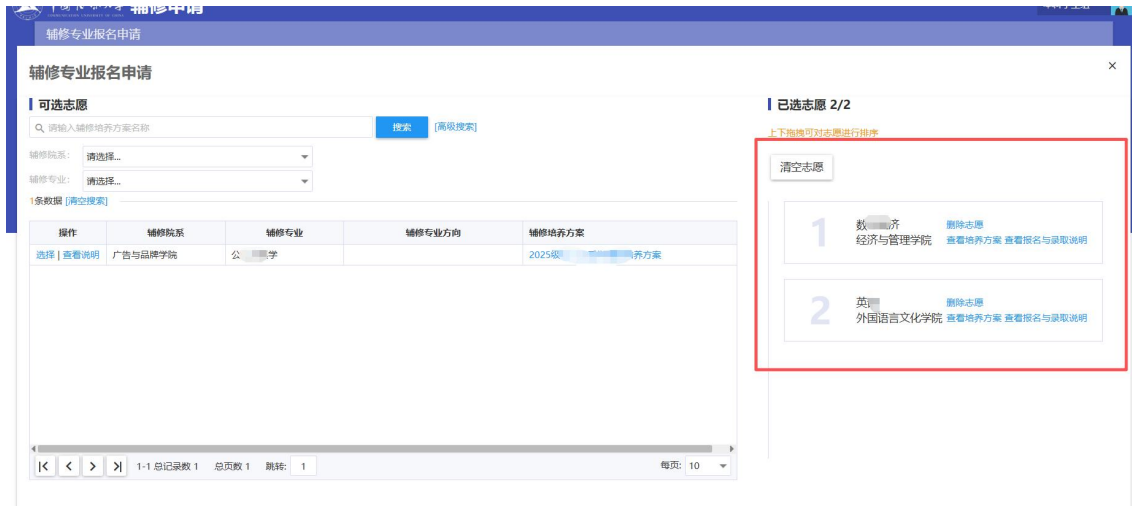 辅修申请
辅修专业报名申请
辅修专业报名申请
×
可选志愿
请输入辅修培养方案名称
搜索
[高级搜索]
辅修院系: 请选择...
辅修专业: 请选择...
1条数据 [清空搜索]
操作 辅修院系 辅修专业 辅修专业方向 辅修培养方案
选择 | 查看说明 广告与品牌学院 公 学 2025级 养方案
1-1 总记录数 1 总页数 1 跳转: 1
每页: 10
已选志愿 2/2
上下拖拽可对志愿进行排序
清空志愿
1
数 济 删除志愿
经济与管理学院 查看培养方案 查看报名与录取说明
2
英 删除志愿
外国语言文化学院 查看培养方案 查看报名与录取说明